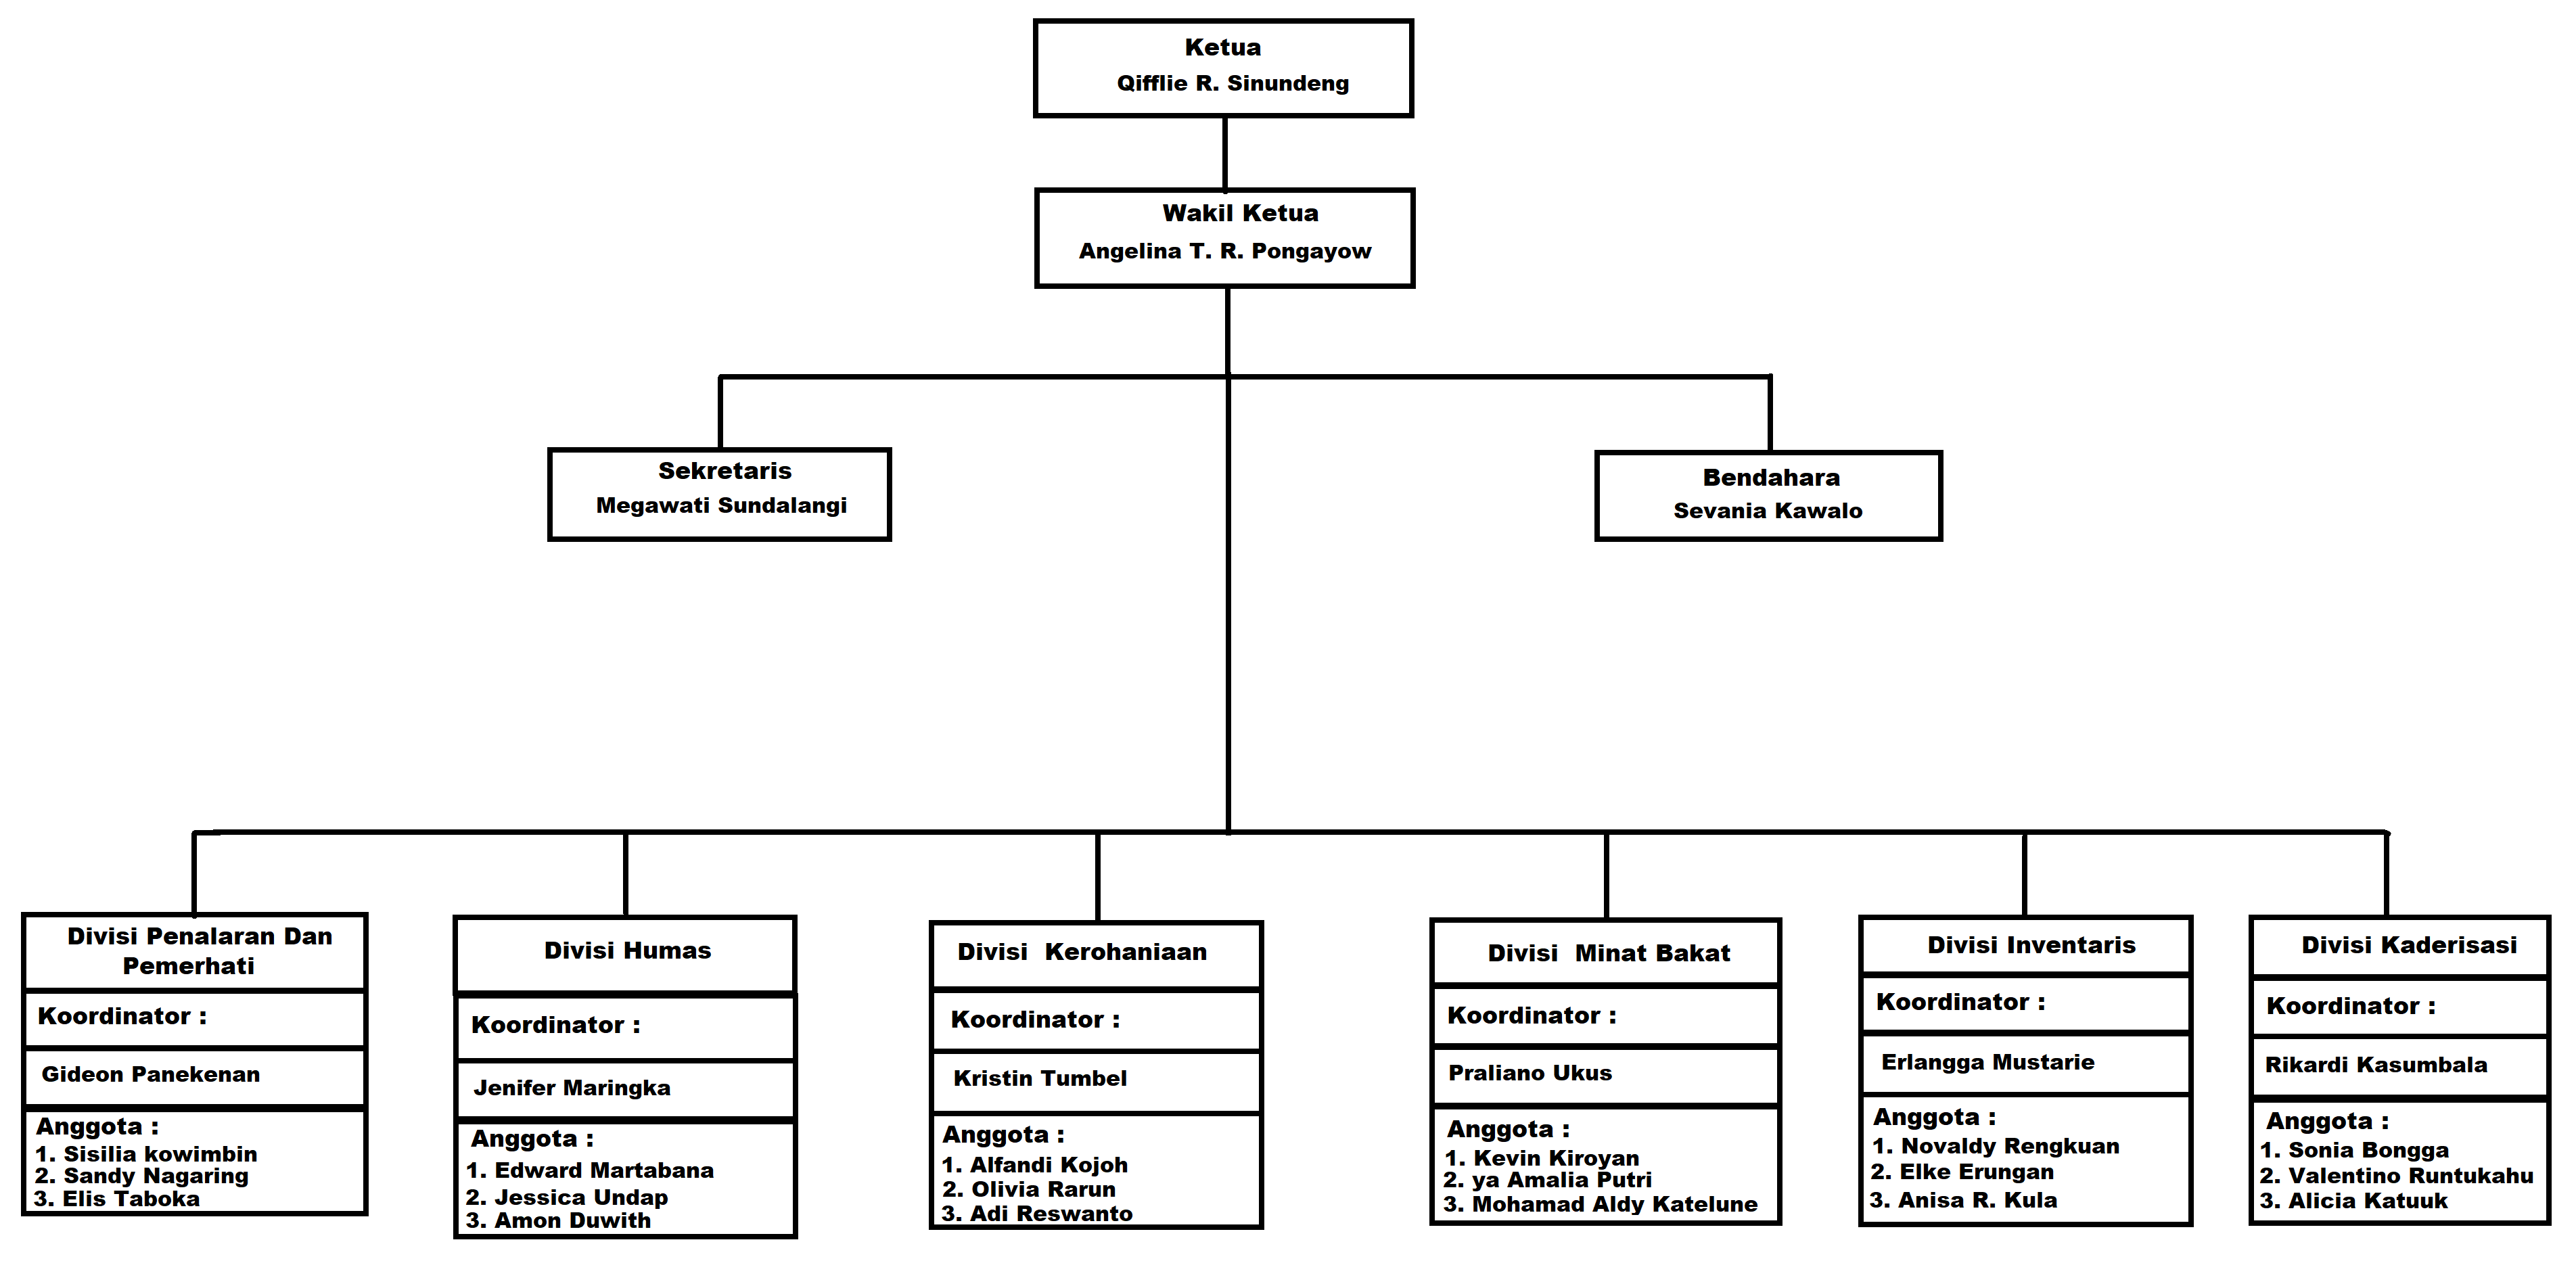 Ketua
Qifflie R. Sinundeng
Wakil Ketua
Angelina T. R. Pongayow
Sekretaris
Megawati Sundalangi
Bendahara
Sevania Kawalo
Divisi Penalaran Dan
Pemerhati
Koordinator :
Gideon Panekenan
Anggota :
1. Sisilia kowimbin
2. Sandy Nagaring
3. Elis Taboka
Divisi Humas
Koordinator :
Jenifer Maringka
Anggota :
1. Edward Martabana
2. Jessica Undap
3. Amon Duwith
Divisi Kerohaniaan
Koordinator :
Kristin Tumbel
Anggota :
1. Alfandi Kojoh
2. Olivia Rarun
3. Adi Reswanto
Divisi Minat Bakat
Koordinator :
Praliano Ukus
Anggota :
1. Kevin Kiroyan
2. ya Amalia Putri
3. Mohamad Aldy Katelune
Divisi Inventaris
Koordinator :
Erlangga Mustarie
Anggota :
1. Novaldy Rengkuan
2. Elke Erungan
3. Anisa R. Kula
Divisi Kaderisasi
Koordinator :
Rikardi Kasumbala
Anggota :
1. Sonia Bongga
2. Valentino Runtukahu
3. Alicia Katuuk